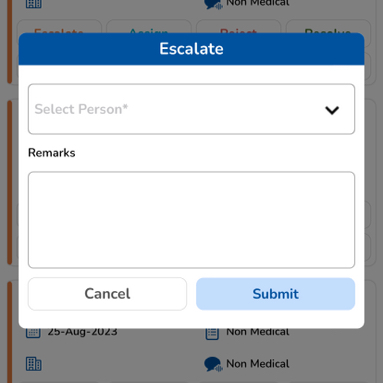 Non Medical
Escalate Assign Reject Resolve
Escalate
Select Person*
Remarks
Cancel
Submit
25-Aug-2023
Non Medical
Non Medical